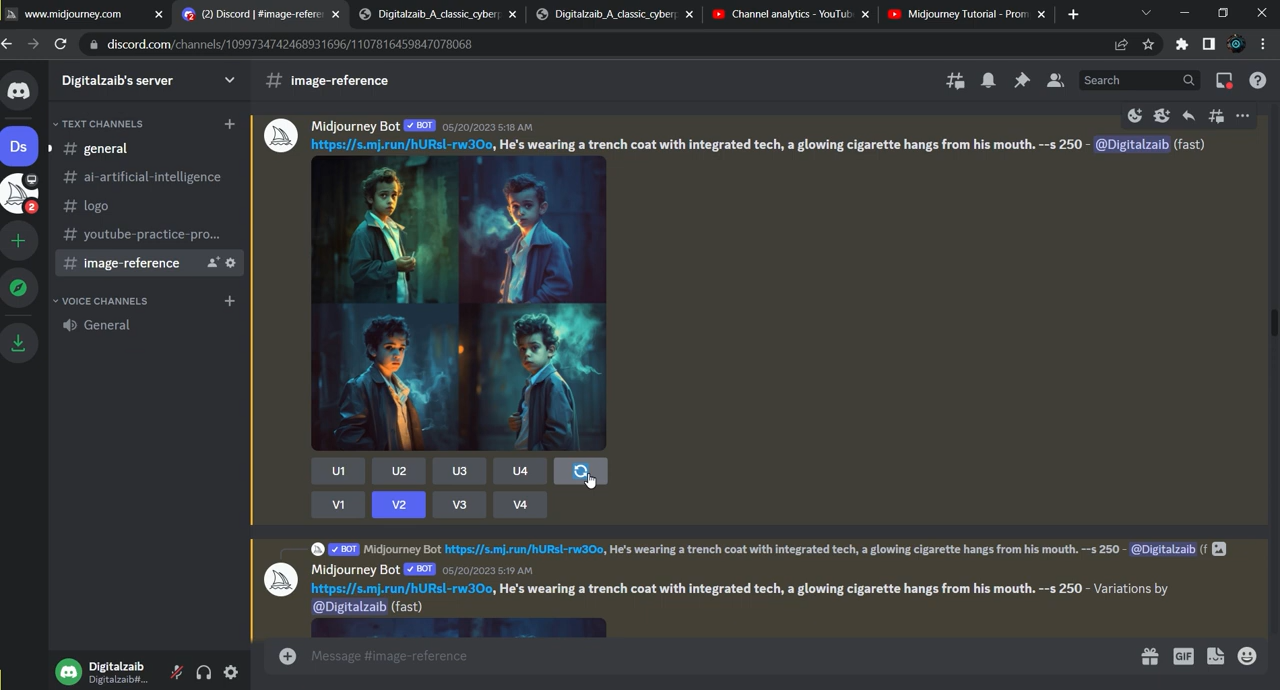 www.midjourney.com
(2) Discord | #image-refere
Digitalzaib_A_classic_cyberp
Digitalzaib_A_classic_cyberp
Channel analytics - YouTub
Midjourney Tutorial - Prom
discord.com/channels/1099734742468931696/1107816459847078068
Digitalzaib's server
# image-reference
Search
TEXT CHANNELS
# general
Ds
# ai-artificial-intelligence
# logo
2
# youtube-practice-pro...
# image-reference
VOICE CHANNELS
General
Midjourney Bot ✓ BOT 05/20/2023 5:18 AM
https://s.mj.run/hURsl-rw3Oo, He's wearing a trench coat with integrated tech, a glowing cigarette hangs from his mouth. --s 250 - @Digitalzaib (fast)
U1 U2 U3 U4
V1 V2 V3 V4
✓ BOT Midjourney Bot https://s.mj.run/hURsl-rw3Oo, He's wearing a trench coat with integrated tech, a glowing cigarette hangs from his mouth. --s 250 - @Digitalzaib (f
Midjourney Bot ✓ BOT 05/20/2023 5:19 AM
https://s.mj.run/hURsl-rw3Oo, He's wearing a trench coat with integrated tech, a glowing cigarette hangs from his mouth. --s 250 - Variations by
@Digitalzaib (fast)
Message #image-reference
GIF
Digitalzaib
Digitalzaib#...